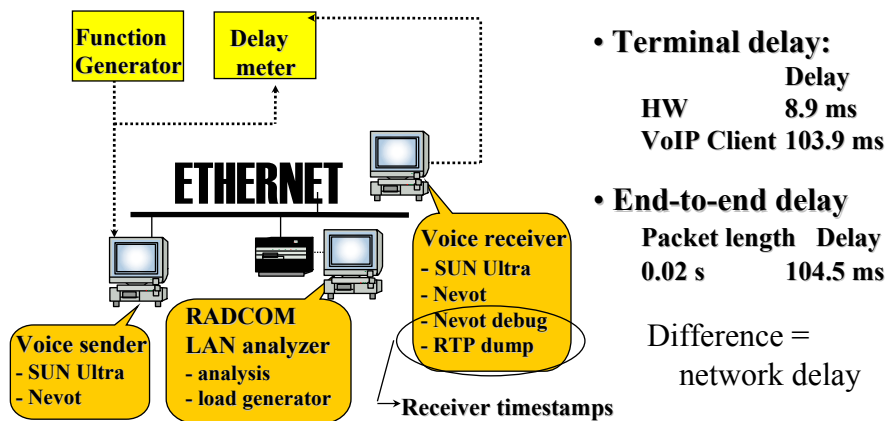 Function
Generator
Delay
meter
ETHERNET
Voice sender
- SUN Ultra
- Nevot
RADCOM
LAN analyzer
- analysis
- load generator
Voice receiver
- SUN Ultra
- Nevot
- Nevot debug
- RTP dump
Receiver timestamps
• Terminal delay:
Delay
HW 8.9 ms
VoIP Client 103.9 ms
• End-to-end delay
Packet length Delay
0.02 s 104.5 ms
Difference =
network delay